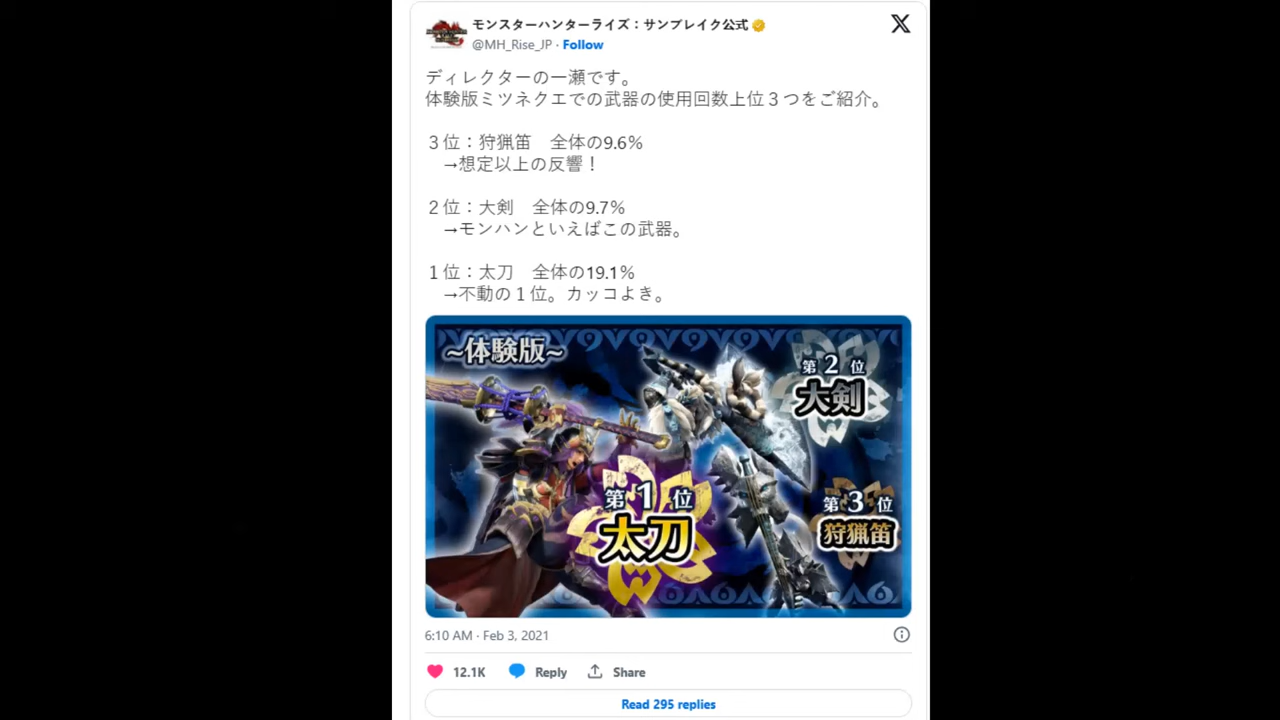 モンスターハンターライズ：サンブレイク公式
@MH_Rise_JP · Follow
X
ディレクターの一瀬です。
体験版ミツネクエでの武器の使用回数上位３つをご紹介。
３位：狩猟笛　全体の9.6%
→想定以上の反響！
２位：大剣　全体の9.7%
→モンハンといえばこの武器。
１位：太刀　全体の19.1%
→不動の１位。カッコよき。
~体験版~
第2位
大剣
第1位
太刀
第3位
狩猟笛
6:10 AM · Feb 3, 2021
12.1K Reply Share
Read 295 replies